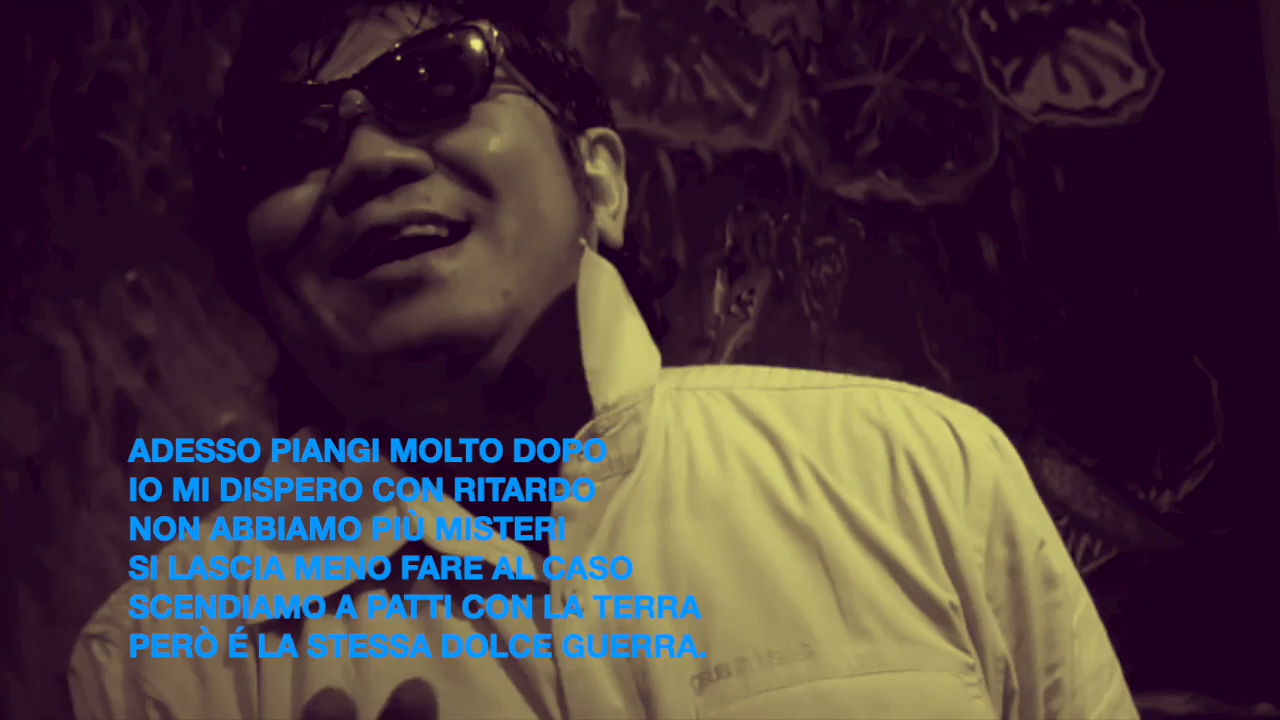 ADESSO PIANGI MOLTO DOPO
IO MI DISPERO CON RITARDO
NON ABBIAMO PIÙ MISTERI
SI LASCIA MENO FARE AL CASO
SCENDIAMO A PATTI CON LA TERRA
PERÒ É LA STESSA DOLCE GUERRA.